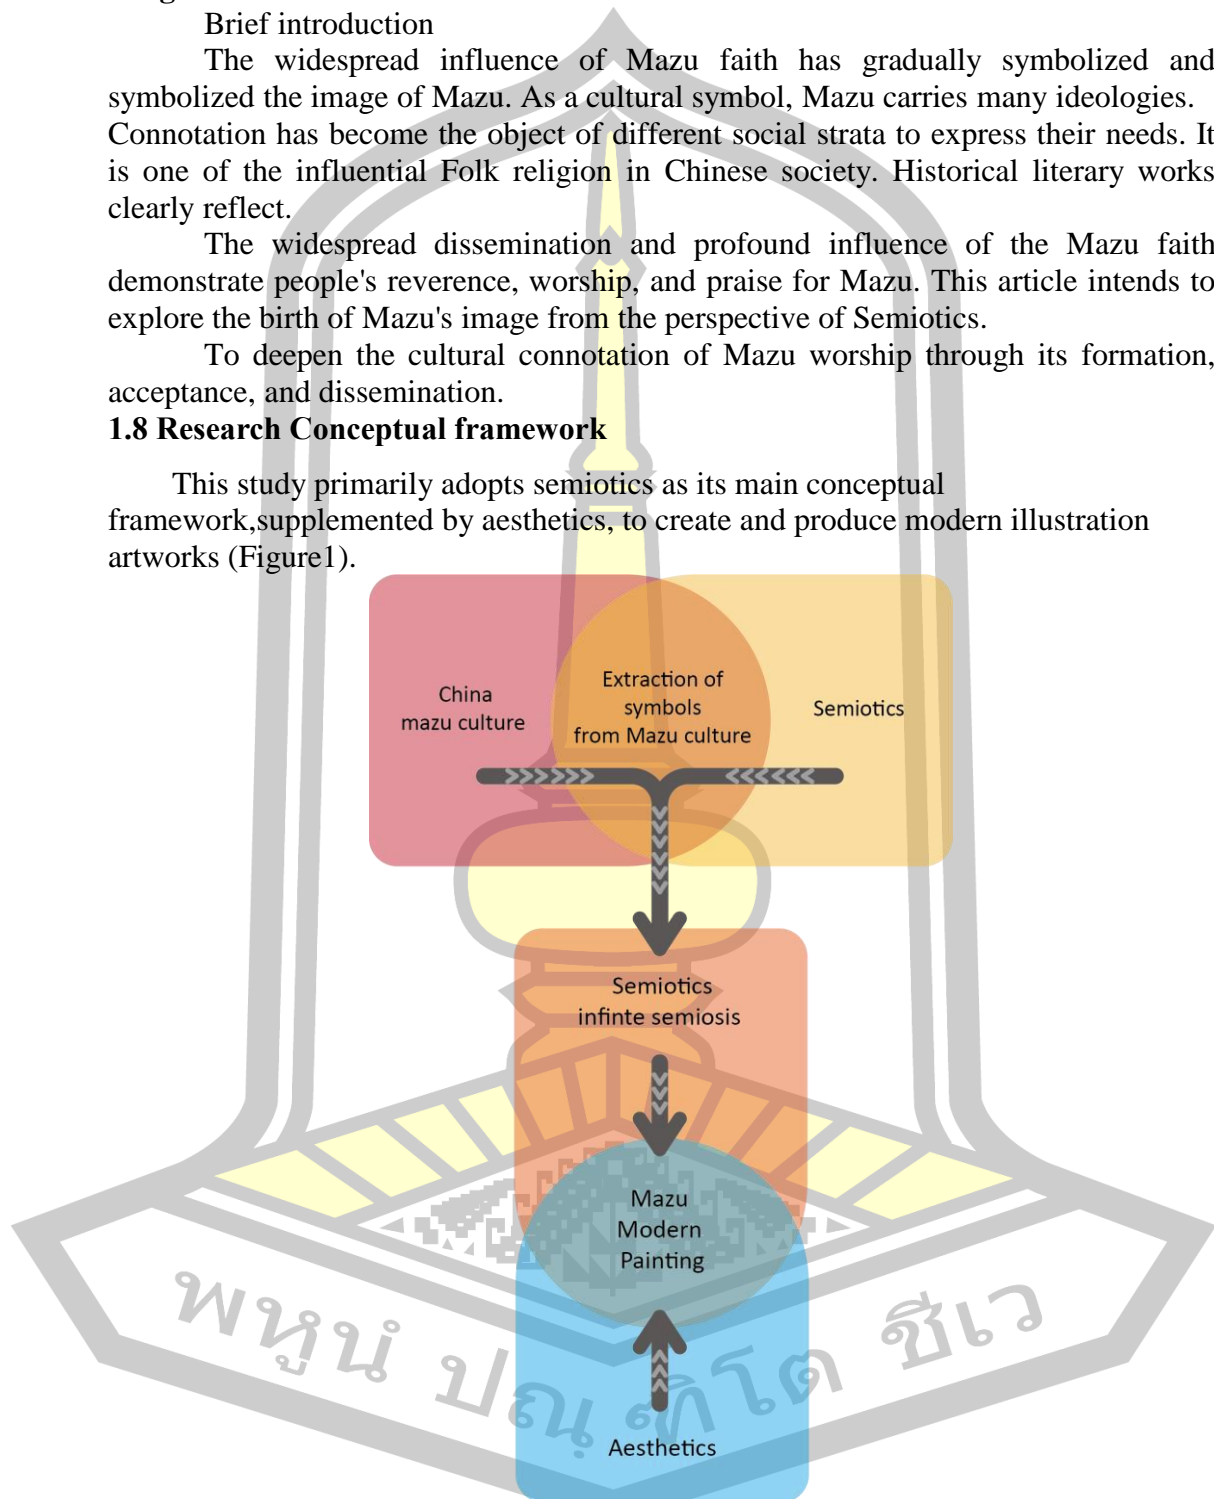 Brief introduction
The widespread influence of Mazu faith has gradually symbolized and
symbolized the image of Mazu. As a cultural symbol, Mazu carries many ideologies.
Connotation has become the object of different social strata to express their needs. It
is one of the influential Folk religion in Chinese society. Historical literary works
clearly reflect.
The widespread dissemination and profound influence of the Mazu faith
demonstrate people's reverence, worship, and praise for Mazu. This article intends to
explore the birth of Mazu's image from the perspective of Semiotics.
To deepen the cultural connotation of Mazu worship through its formation,
acceptance, and dissemination.
1.8 Research Conceptual framework
This study primarily adopts semiotics as its main conceptual
framework,supplemented by aesthetics, to create and produce modern illustration
artworks (Figure1).
China
mazu culture
Extraction of
symbols
from Mazu culture
Semiotics
Semiotics
infinte semiosis
Mazu
Modern
Painting
Aesthetics
พหูนํ ปณฺฑิโต ชีเว